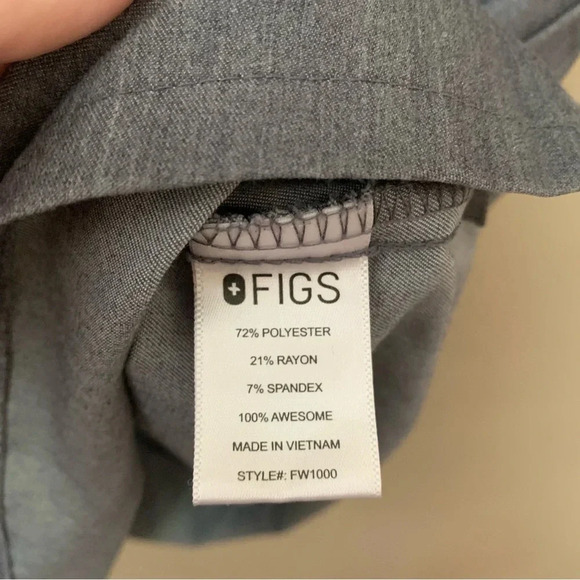 FIGS
72% POLYESTER
21% RAYON
7% SPANDEX
100% AWESOME
MADE IN VIETNAM
STYLE#: FW1000